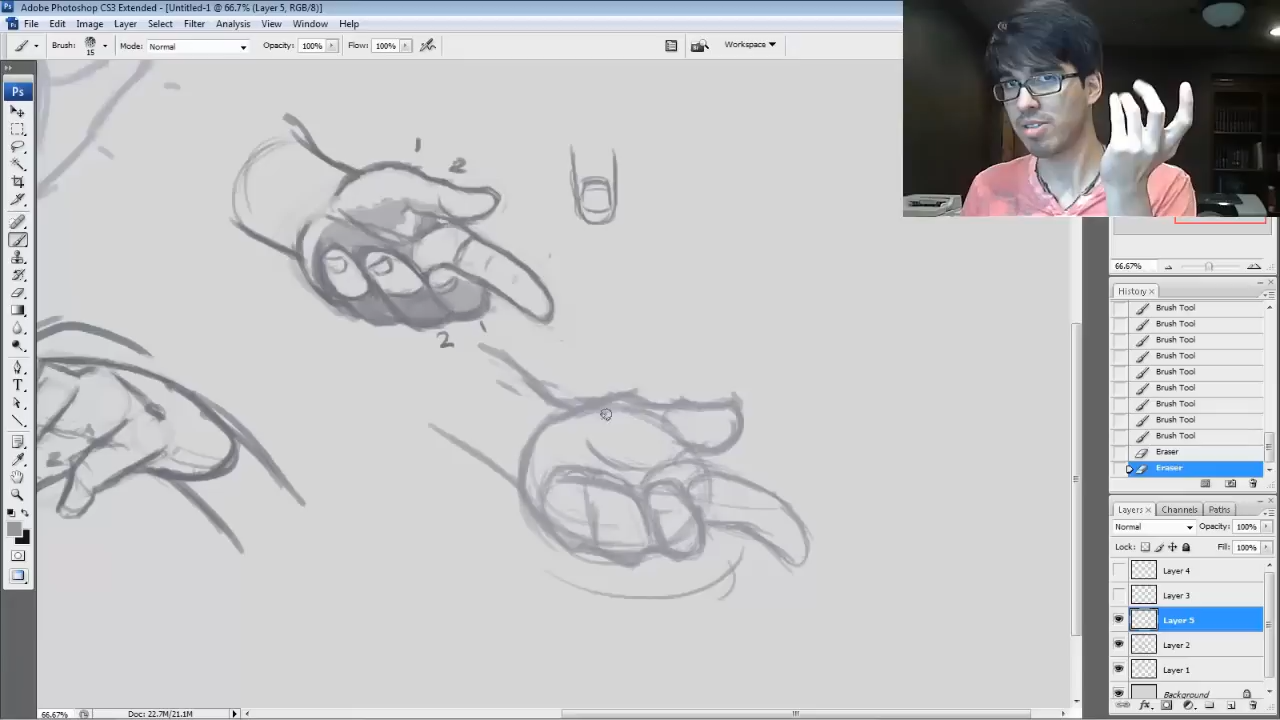 Adobe Photoshop CS3 Extended - [Untitled-1 @ 66.7% (Layer 5, RGB/8)]
File Edit Image Layer Select Filter Analysis View Window Help
Brush: 15 Mode: Normal Opacity: 100% Flow: 100% Workspace
Ps
1
2
2
1
2
66.67%
History
Brush Tool
Brush Tool
Brush Tool
Brush Tool
Brush Tool
Brush Tool
Brush Tool
Brush Tool
Brush Tool
Eraser
Eraser
Layers Channels Paths
Normal Opacity: 100%
Lock: Fill: 100%
Layer 4
Layer 3
Layer 5
Layer 2
Layer 1
Background
66.67% Doc: 22.7M/21.1M